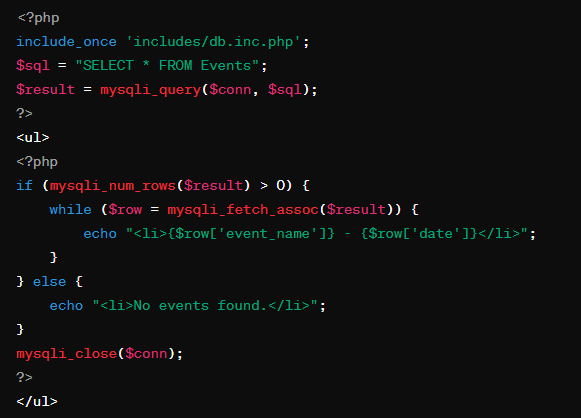 <?php
include_once 'includes/db.inc.php';
$sql = "SELECT * FROM Events";
$result = mysqli_query($conn, $sql);
?>
<ul>
<?php
if (mysqli_num_rows($result) > 0) {
    while ($row = mysqli_fetch_assoc($result)) {
        echo "<li>{$row['event_name']} - {$row['date']}</li>";
    }
} else {
    echo "<li>No events found.</li>";
}
mysqli_close($conn);
?>
</ul>